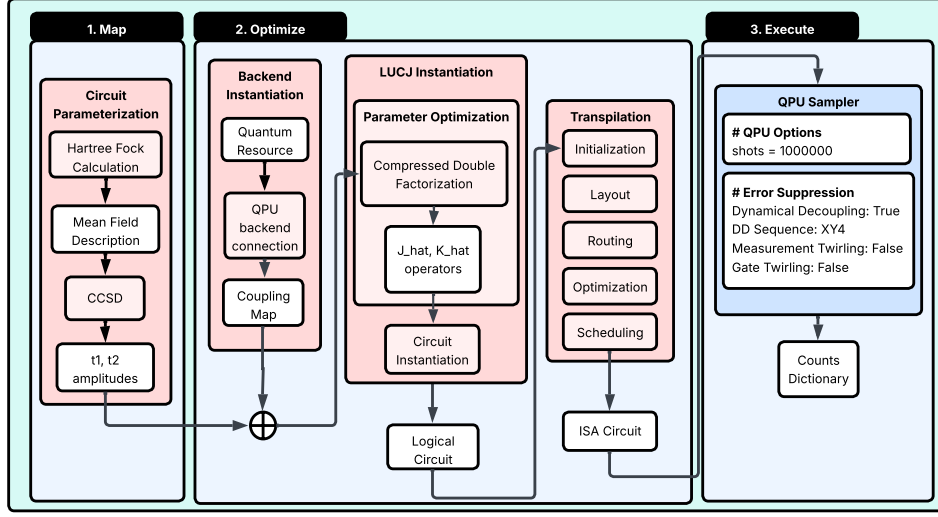 1. Map
Circuit
Parameterization
Hartree Fock
Calculation
Mean Field
Description
CCSD
t1, t2
amplitudes
2. Optimize
Backend
Instantiation
Quantum
Resource
QPU
backend
connection
Coupling
Map
LUCJ Instantiation
Parameter Optimization
Compressed Double
Factorization
J_hat, K_hat
operators
Circuit
Instantiation
Logical
Circuit
Transpilation
Initialization
Layout
Routing
Optimization
Scheduling
ISA Circuit
3. Execute
QPU Sampler
# QPU Options
shots = 1000000
# Error Suppression
Dynamical Decoupling: True
DD Sequence: XY4
Measurement Twirling: False
Gate Twirling: False
Counts
Dictionary